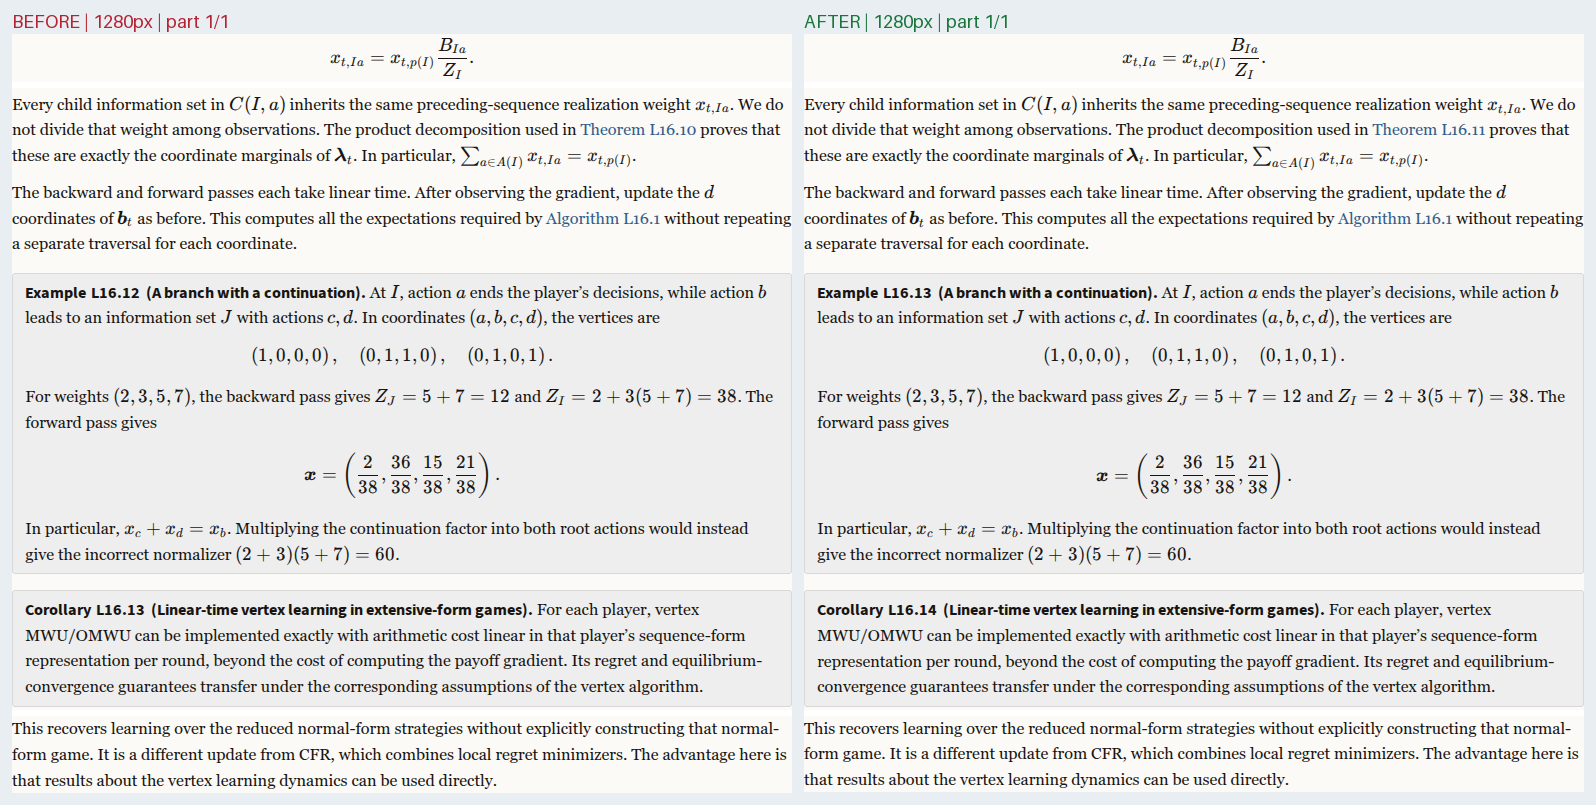 BEFORE | 1280px | part 1/1
x_{t,Ia} = x_{t,p(I)} \frac{B_{Ia}}{Z_I}.
Every child information set in C(I, a) inherits the same preceding-sequence realization weight x_{t,Ia}. We do
not divide that weight among observations. The product decomposition used in Theorem L16.10 proves that
these are exactly the coordinate marginals of λ_t. In particular, ∑_{a∈A(I)} x_{t,Ia} = x_{t,p(I)}.
The backward and forward passes each take linear time. After observing the gradient, update the d
coordinates of b_t as before. This computes all the expectations required by Algorithm L16.1 without repeating
a separate traversal for each coordinate.
Example L16.12 (A branch with a continuation). At I, action a ends the player’s decisions, while action b
leads to an information set J with actions c, d. In coordinates (a, b, c, d), the vertices are
(1, 0, 0, 0), (0, 1, 1, 0), (0, 1, 0, 1).
For weights (2, 3, 5, 7), the backward pass gives Z_J = 5 + 7 = 12 and Z_I = 2 + 3(5 + 7) = 38. The
forward pass gives
x = ( \frac{2}{38}, \frac{36}{38}, \frac{15}{38}, \frac{21}{38} ).
In particular, x_c + x_d = x_b. Multiplying the continuation factor into both root actions would instead
give the incorrect normalizer (2 + 3)(5 + 7) = 60.
Corollary L16.13 (Linear-time vertex learning in extensive-form games). For each player, vertex
MWU/OMWU can be implemented exactly with arithmetic cost linear in that player’s sequence-form
representation per round, beyond the cost of computing the payoff gradient. Its regret and equilibrium-
convergence guarantees transfer under the corresponding assumptions of the vertex algorithm.
This recovers learning over the reduced normal-form strategies without explicitly constructing that normal-
form game. It is a different update from CFR, which combines local regret minimizers. The advantage here is
that results about the vertex learning dynamics can be used directly.
AFTER | 1280px | part 1/1
x_{t,Ia} = x_{t,p(I)} \frac{B_{Ia}}{Z_I}.
Every child information set in C(I, a) inherits the same preceding-sequence realization weight x_{t,Ia}. We do
not divide that weight among observations. The product decomposition used in Theorem L16.11 proves that
these are exactly the coordinate marginals of λ_t. In particular, ∑_{a∈A(I)} x_{t,Ia} = x_{t,p(I)}.
The backward and forward passes each take linear time. After observing the gradient, update the d
coordinates of b_t as before. This computes all the expectations required by Algorithm L16.1 without repeating
a separate traversal for each coordinate.
Example L16.13 (A branch with a continuation). At I, action a ends the player’s decisions, while action b
leads to an information set J with actions c, d. In coordinates (a, b, c, d), the vertices are
(1, 0, 0, 0), (0, 1, 1, 0), (0, 1, 0, 1).
For weights (2, 3, 5, 7), the backward pass gives Z_J = 5 + 7 = 12 and Z_I = 2 + 3(5 + 7) = 38. The
forward pass gives
x = ( \frac{2}{38}, \frac{36}{38}, \frac{15}{38}, \frac{21}{38} ).
In particular, x_c + x_d = x_b. Multiplying the continuation factor into both root actions would instead
give the incorrect normalizer (2 + 3)(5 + 7) = 60.
Corollary L16.14 (Linear-time vertex learning in extensive-form games). For each player, vertex
MWU/OMWU can be implemented exactly with arithmetic cost linear in that player’s sequence-form
representation per round, beyond the cost of computing the payoff gradient. Its regret and equilibrium-
convergence guarantees transfer under the corresponding assumptions of the vertex algorithm.
This recovers learning over the reduced normal-form strategies without explicitly constructing that normal-
form game. It is a different update from CFR, which combines local regret minimizers. The advantage here is
that results about the vertex learning dynamics can be used directly.